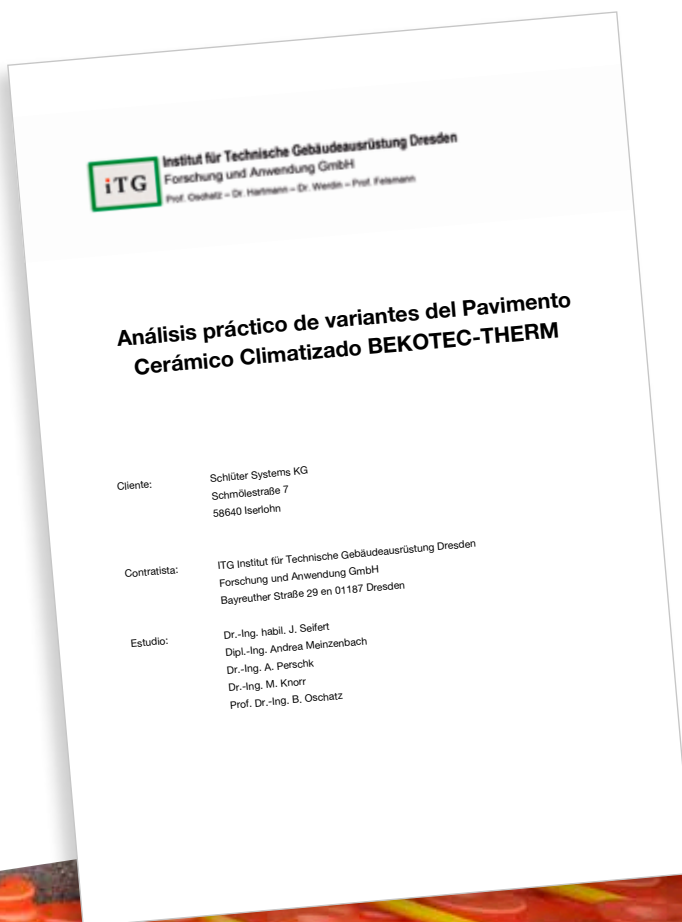 iTG
Institut für Technische Gebäudeausrüstung Dresden
Forschung und Anwendung GmbH
Prof. Oschatz – Dr. Hartmann – Dr. Werdin – Prof. Felsmann
Análisis práctico de variantes del Pavimento
Cerámico Climatizado BEKOTEC-THERM
Cliente:
Schlüter Systems KG
Schmölestraße 7
58640 Iserlohn
Contratista:
ITG Institut für Technische Gebäudeausrüstung Dresden
Forschung und Anwendung GmbH
Bayreuther Straße 29 en 01187 Dresden
Estudio:
Dr.-Ing. habil. J. Seifert
Dipl.-Ing. Andrea Meinzenbach
Dr.-Ing. A. Perschk
Dr.-Ing. M. Knorr
Prof. Dr.-Ing. B. Oschatz